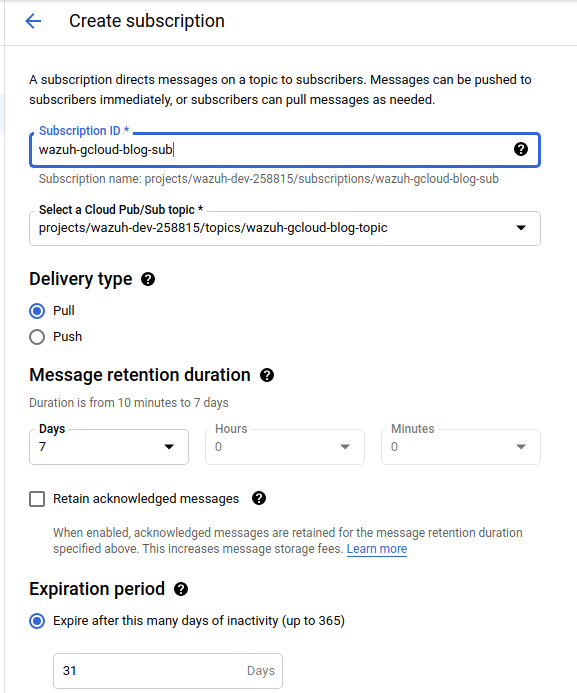 Create subscription
A subscription directs messages on a topic to subscribers. Messages can be pushed to
subscribers immediately, or subscribers can pull messages as needed.
Subscription ID *
wazuh-gcloud-blog-sub
Subscription name: projects/wazuh-dev-258815/subscriptions/wazuh-gcloud-blog-sub
Select a Cloud Pub/Sub topic *
projects/wazuh-dev-258815/topics/wazuh-gcloud-blog-topic
Delivery type
Pull
Push
Message retention duration
Duration is from 10 minutes to 7 days
Days Hours Minutes
7 0 0
Retain acknowledged messages
When enabled, acknowledged messages are retained for the message retention duration
specified above. This increases message storage fees. Learn more
Expiration period
Expire after this many days of inactivity (up to 365)
31 Days